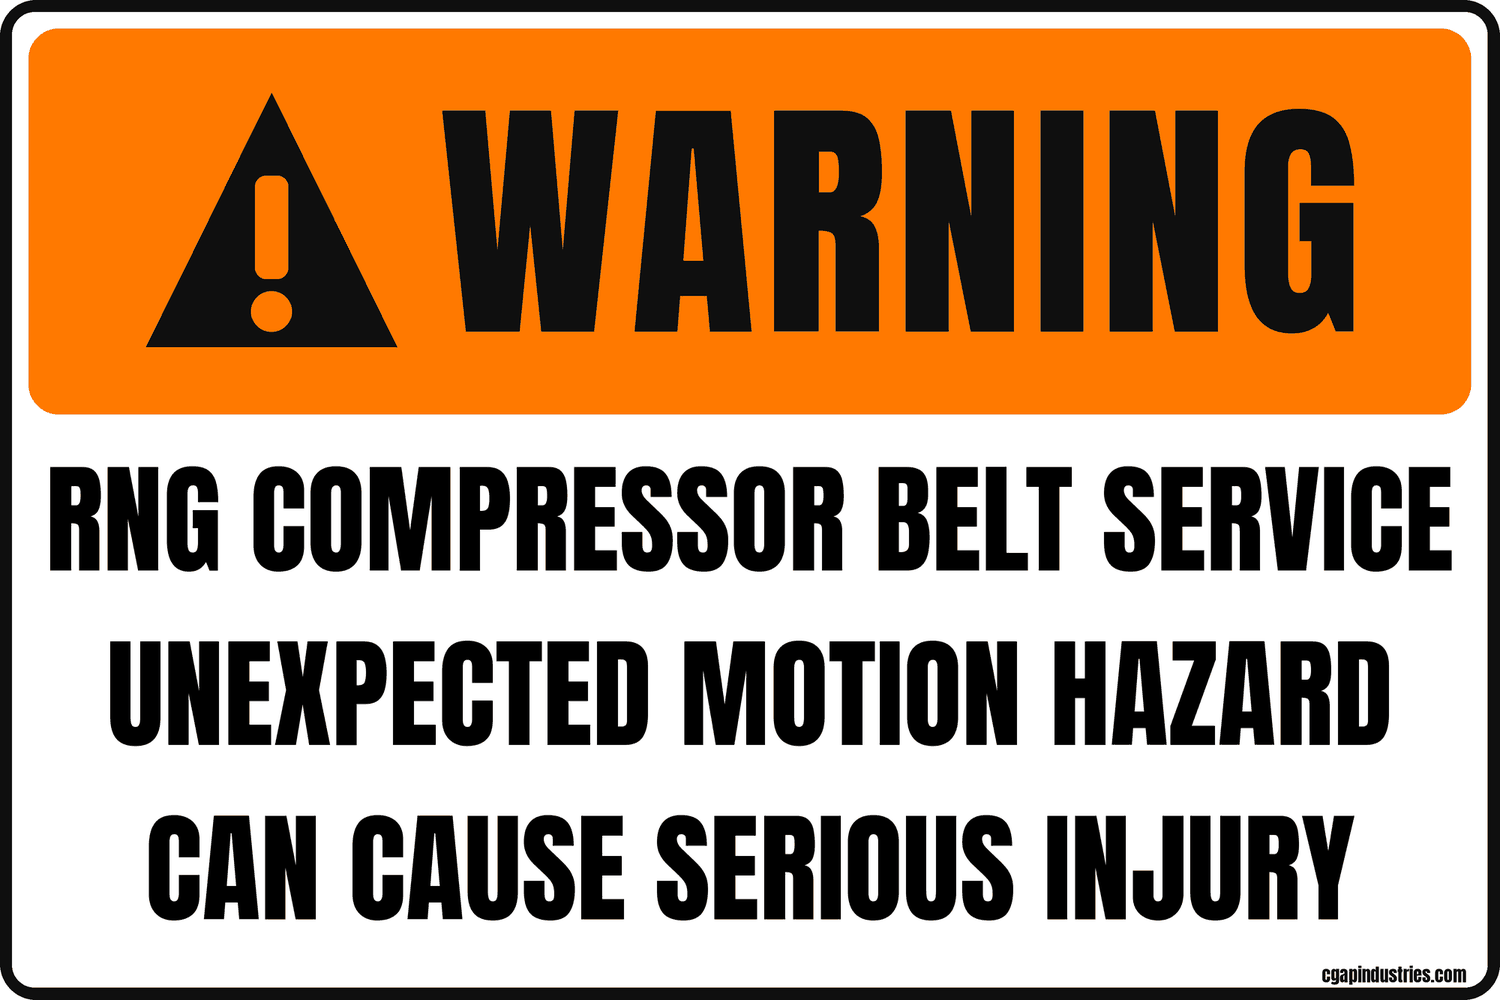 WARNING
RNG COMPRESSOR BELT SERVICE
UNEXPECTED MOTION HAZARD
CAN CAUSE SERIOUS INJURY
cgapindustries.com